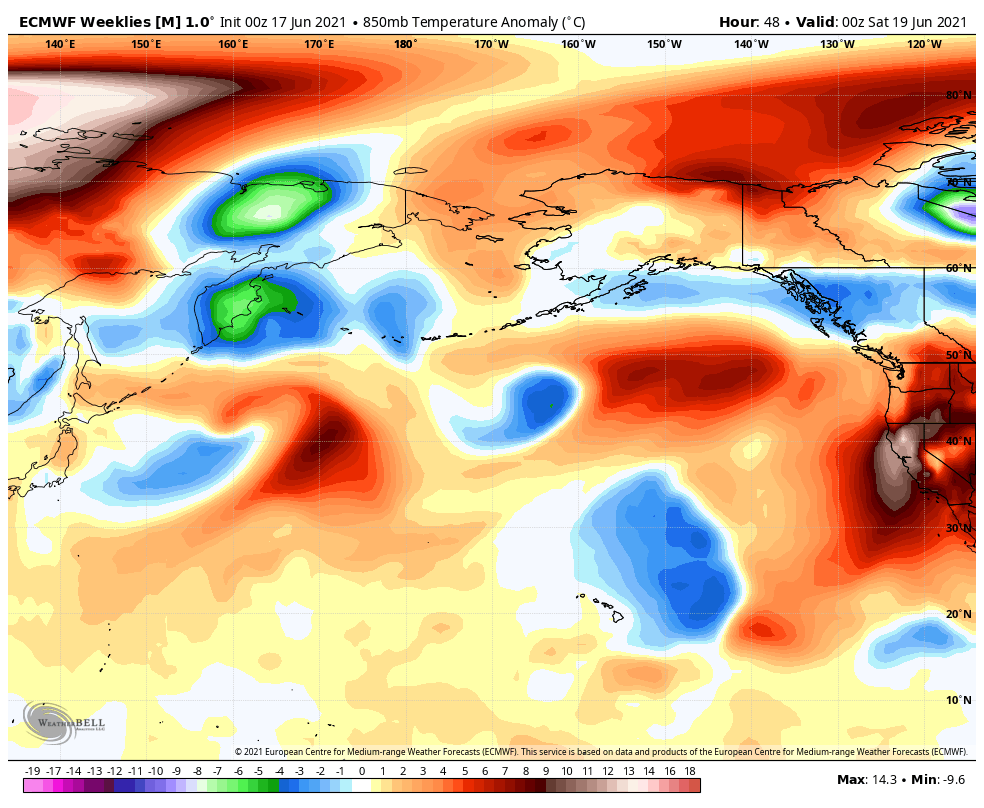 ECMWF Weeklies [M] 1.0° Init 00z 17 Jun 2021 • 850mb Temperature Anomaly (°C) Hour: 48 • Valid: 00z Sat 19 Jun 2021
140°E 150°E 160°E 170°E 180° 170°W 160°W 150°W 140°W 130°W 120°W
80°N
70°N
60°N
50°N
40°N
30°N
20°N
10°N
WEATHERBELL
© 2021 European Centre for Medium-range Weather Forecasts (ECMWF). This service is based on data and products of the European Centre for Medium-range Weather Forecasts (ECMWF).
-19 -17 -14 -13 -12 -10 -9 -8 -7 -6 -5 -4 -3 -2 -1 0 1 2 3 4 5 6 7 8 9 10 11 12 13 14 16 18
Max: 14.3 • Min: -9.6